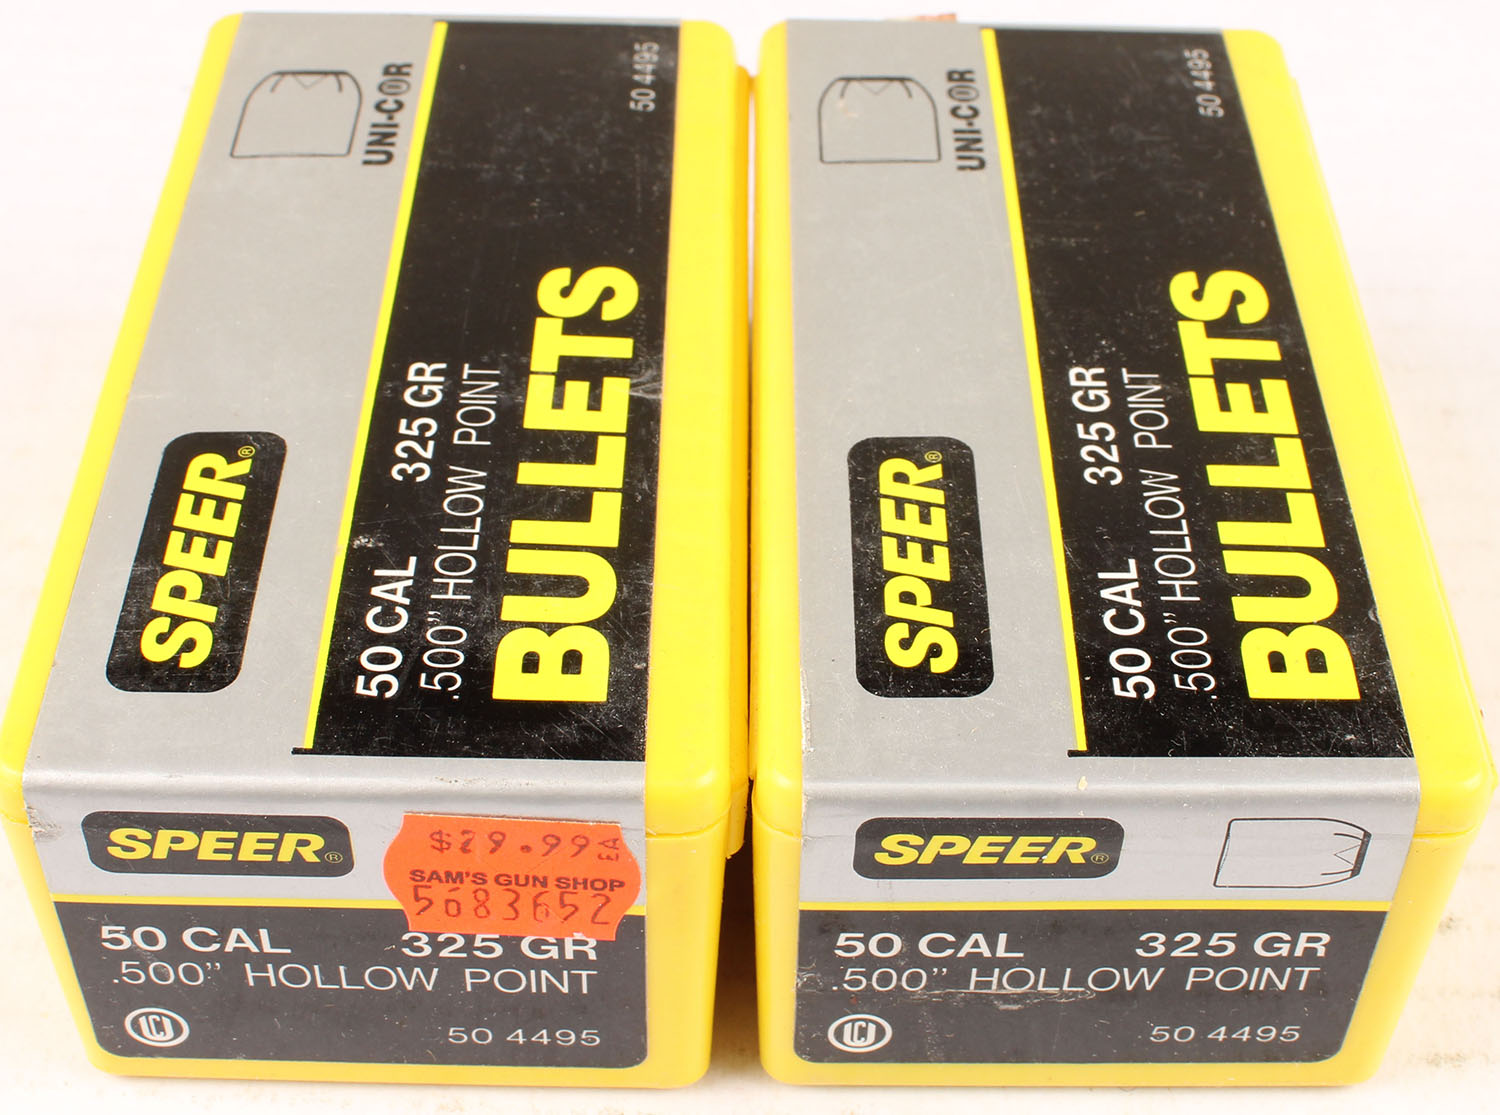 UNI-COR
50 4495
SPEER®
50 CAL 325 GR
.500" HOLLOW POINT
BULLETS
SPEER®
$29.99 EA
SAM'S GUN SHOP
5683652
50 CAL 325 GR
.500" HOLLOW POINT
CCI
50 4495
UNI-COR
50 4495
SPEER®
50 CAL 325 GR
.500" HOLLOW POINT
BULLETS
SPEER®
50 CAL 325 GR
.500" HOLLOW POINT
CCI
50 4495